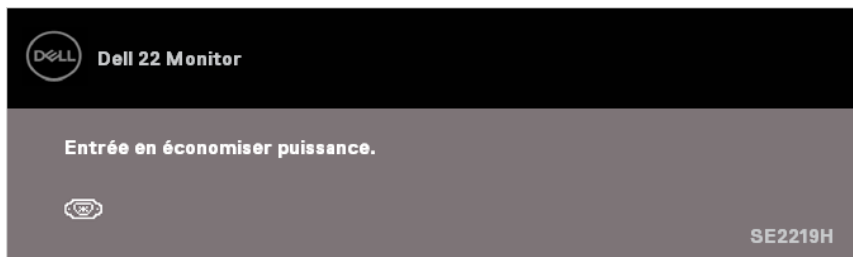 DELL
Dell 22 Monitor
Entrée en économiser puissance.
SE2219H